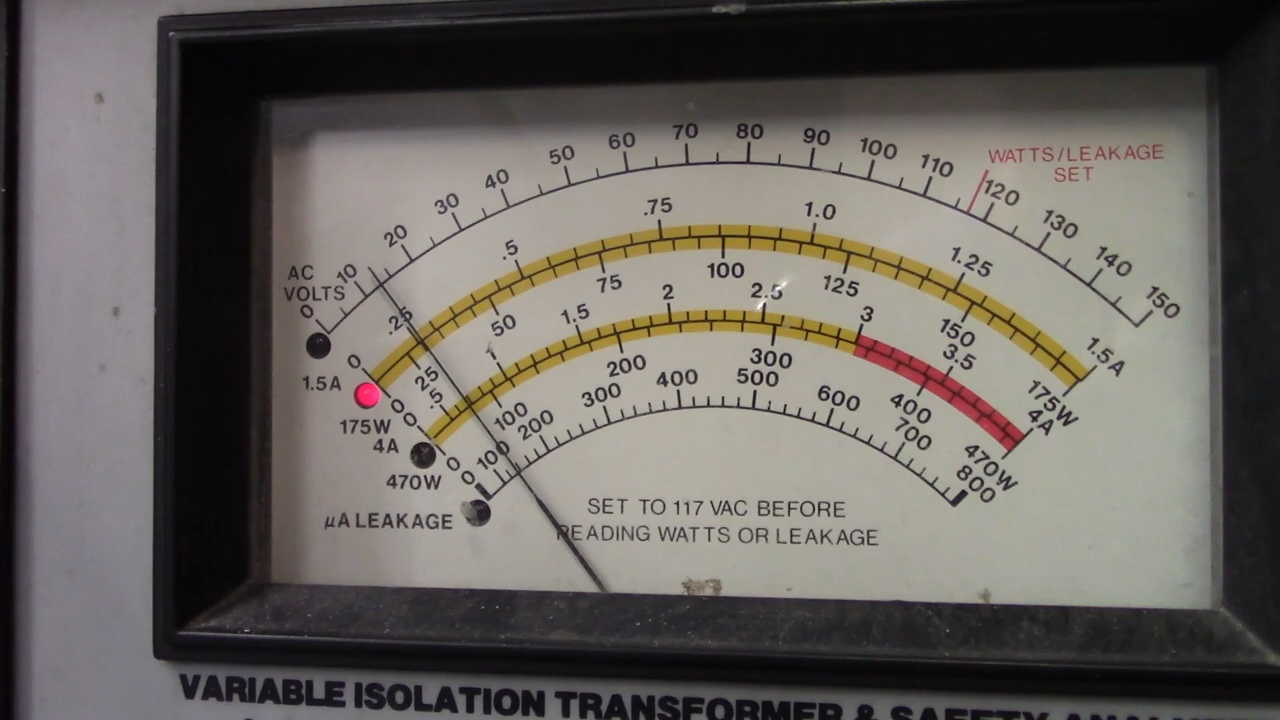 0 10 20 30 40 50 60 70 80 90 100 110 120 130 140 150
AC
VOLTS
WATTS/LEAKAGE
SET
0 .25 .5 .75 1.0 1.25 1.5A
1.5A
0 25 50 75 100 125 150 175W
175W
0 .5 1 1.5 2 2.5 3 3.5 4A
4A
0 100 200 300 400 470W
470W
0 100 200 300 400 500 600 700 800
µA LEAKAGE
SET TO 117 VAC BEFORE
READING WATTS OR LEAKAGE
VARIABLE ISOLATION TRANSFORMER & SAFETY